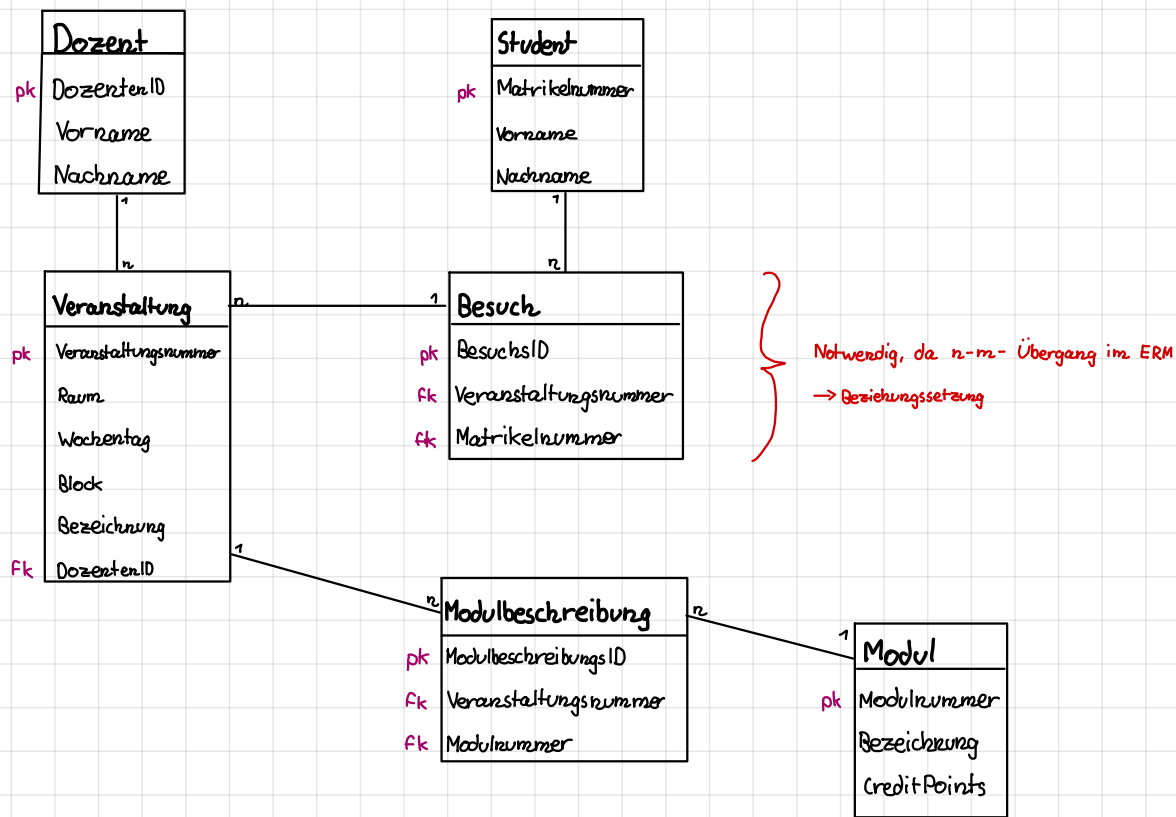 Dozent
pk DozentenID
Vorname
Nachname
1
n
Student
pk Matrikelnummer
Vorname
Nachname
1
n
Veranstaltung
n 1
pk Veranstaltungsnummer
Raum
Wochentag
Block
Bezeichnung
fk DozentenID
1
n
Besuch
pk BesuchsID
fk Veranstaltungsnummer
fk Matrikelnummer
Notwendig, da n-m- Übergang im ERM
→ Beziehungssetzung
Modulbeschreibung
pk ModulbeschreibungsID
fk Veranstaltungsnummer
fk Modulnummer
n
1
Modul
pk Modulnummer
Bezeichnung
CreditPoints